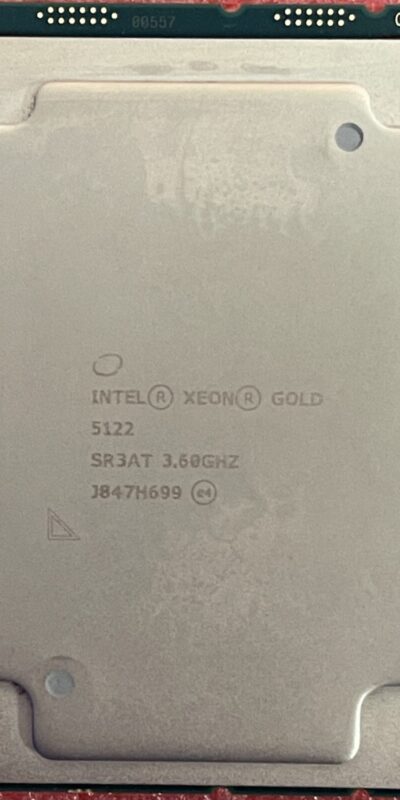 00557
INTEL® XEON® GOLD
5122
SR3AT 3.60GHZ
J847H699 e4